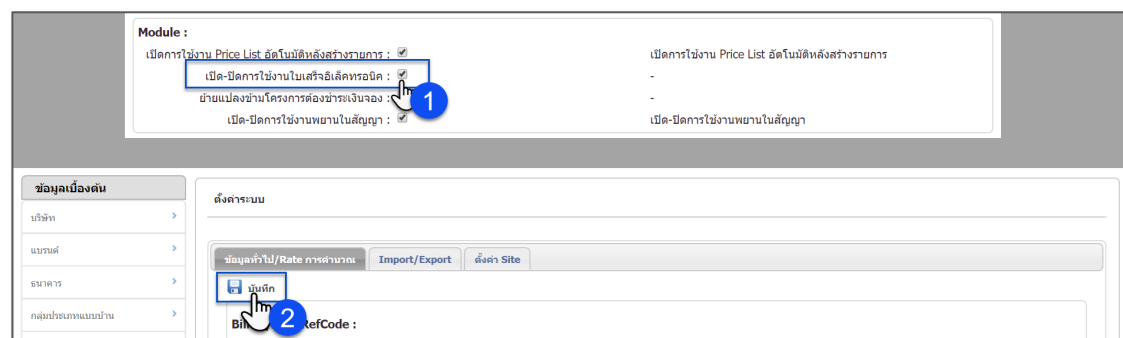 Module :
เปิดการใช้งาน Price List อัตโนมัติหลังสร้างรายการ : เปิดการใช้งาน Price List อัตโนมัติหลังสร้างรายการ
เปิด-ปิดการใช้งานใบเสร็จอิเล็คทรอนิค : -
ย้ายแปลงข้ามโครงการต้องชำระเงินจอง : -
1
เปิด-ปิดการใช้งานพยานในสัญญา : เปิด-ปิดการใช้งานพยานในสัญญา
ข้อมูลเบื้องต้น
บริษัท
แบรนด์
ธนาคาร
กลุ่มประเภทแบบบ้าน
ตั้งค่าระบบ
ข้อมูลทั่วไป/Rate การคำนวณ Import/Export ตั้งค่า Site
บันทึก
2
RefCode :